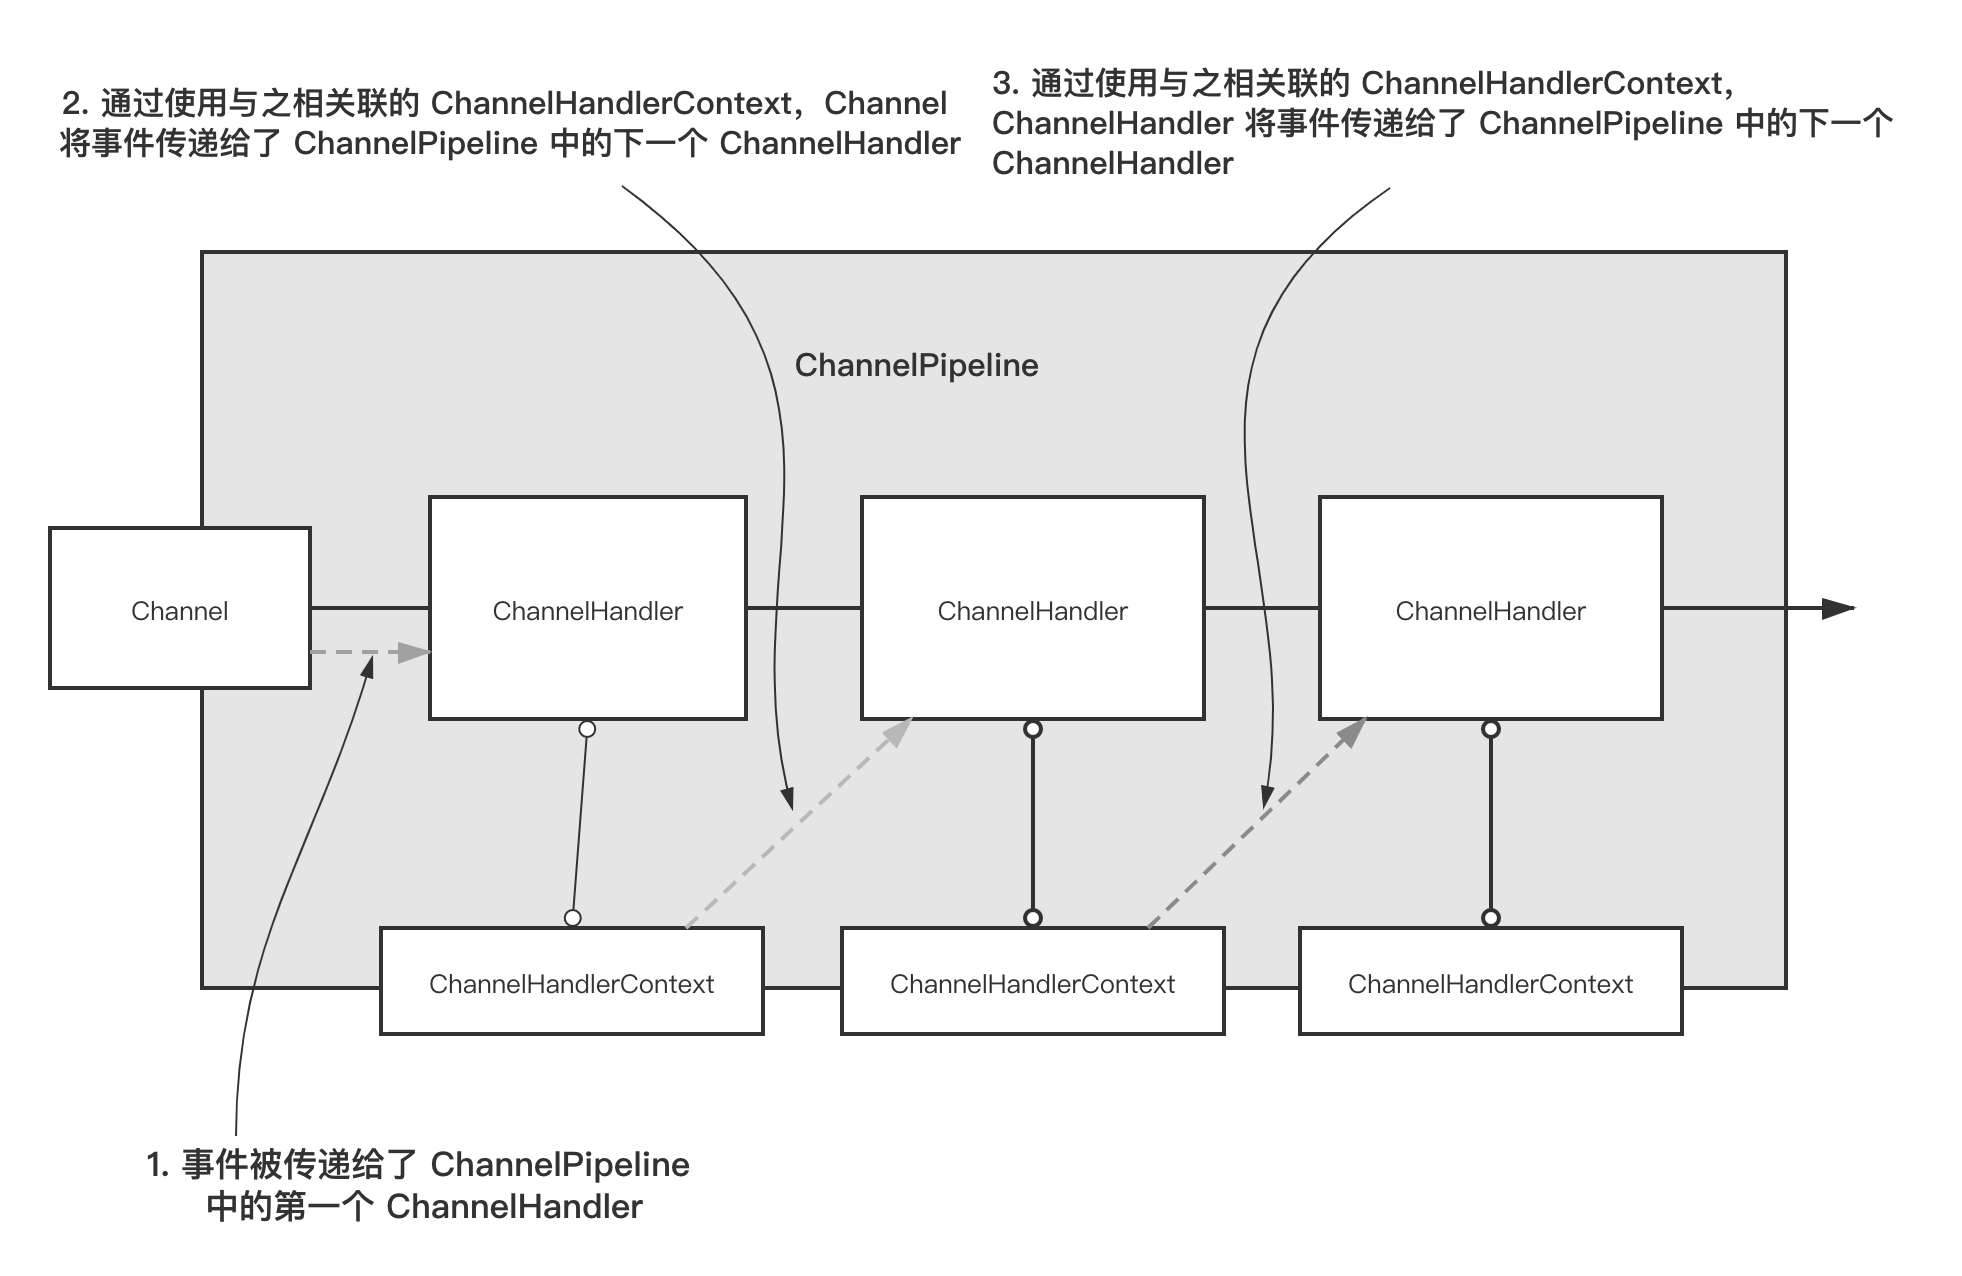 2. 通过使用与之相关联的 ChannelHandlerContext，Channel
将事件传递给了 ChannelPipeline 中的下一个 ChannelHandler
3. 通过使用与之相关联的 ChannelHandlerContext，
ChannelHandler 将事件传递给了 ChannelPipeline 中的下一个
ChannelHandler
ChannelPipeline
Channel
ChannelHandler
ChannelHandler
ChannelHandler
ChannelHandlerContext
ChannelHandlerContext
ChannelHandlerContext
1. 事件被传递给了 ChannelPipeline
中的第一个 ChannelHandler